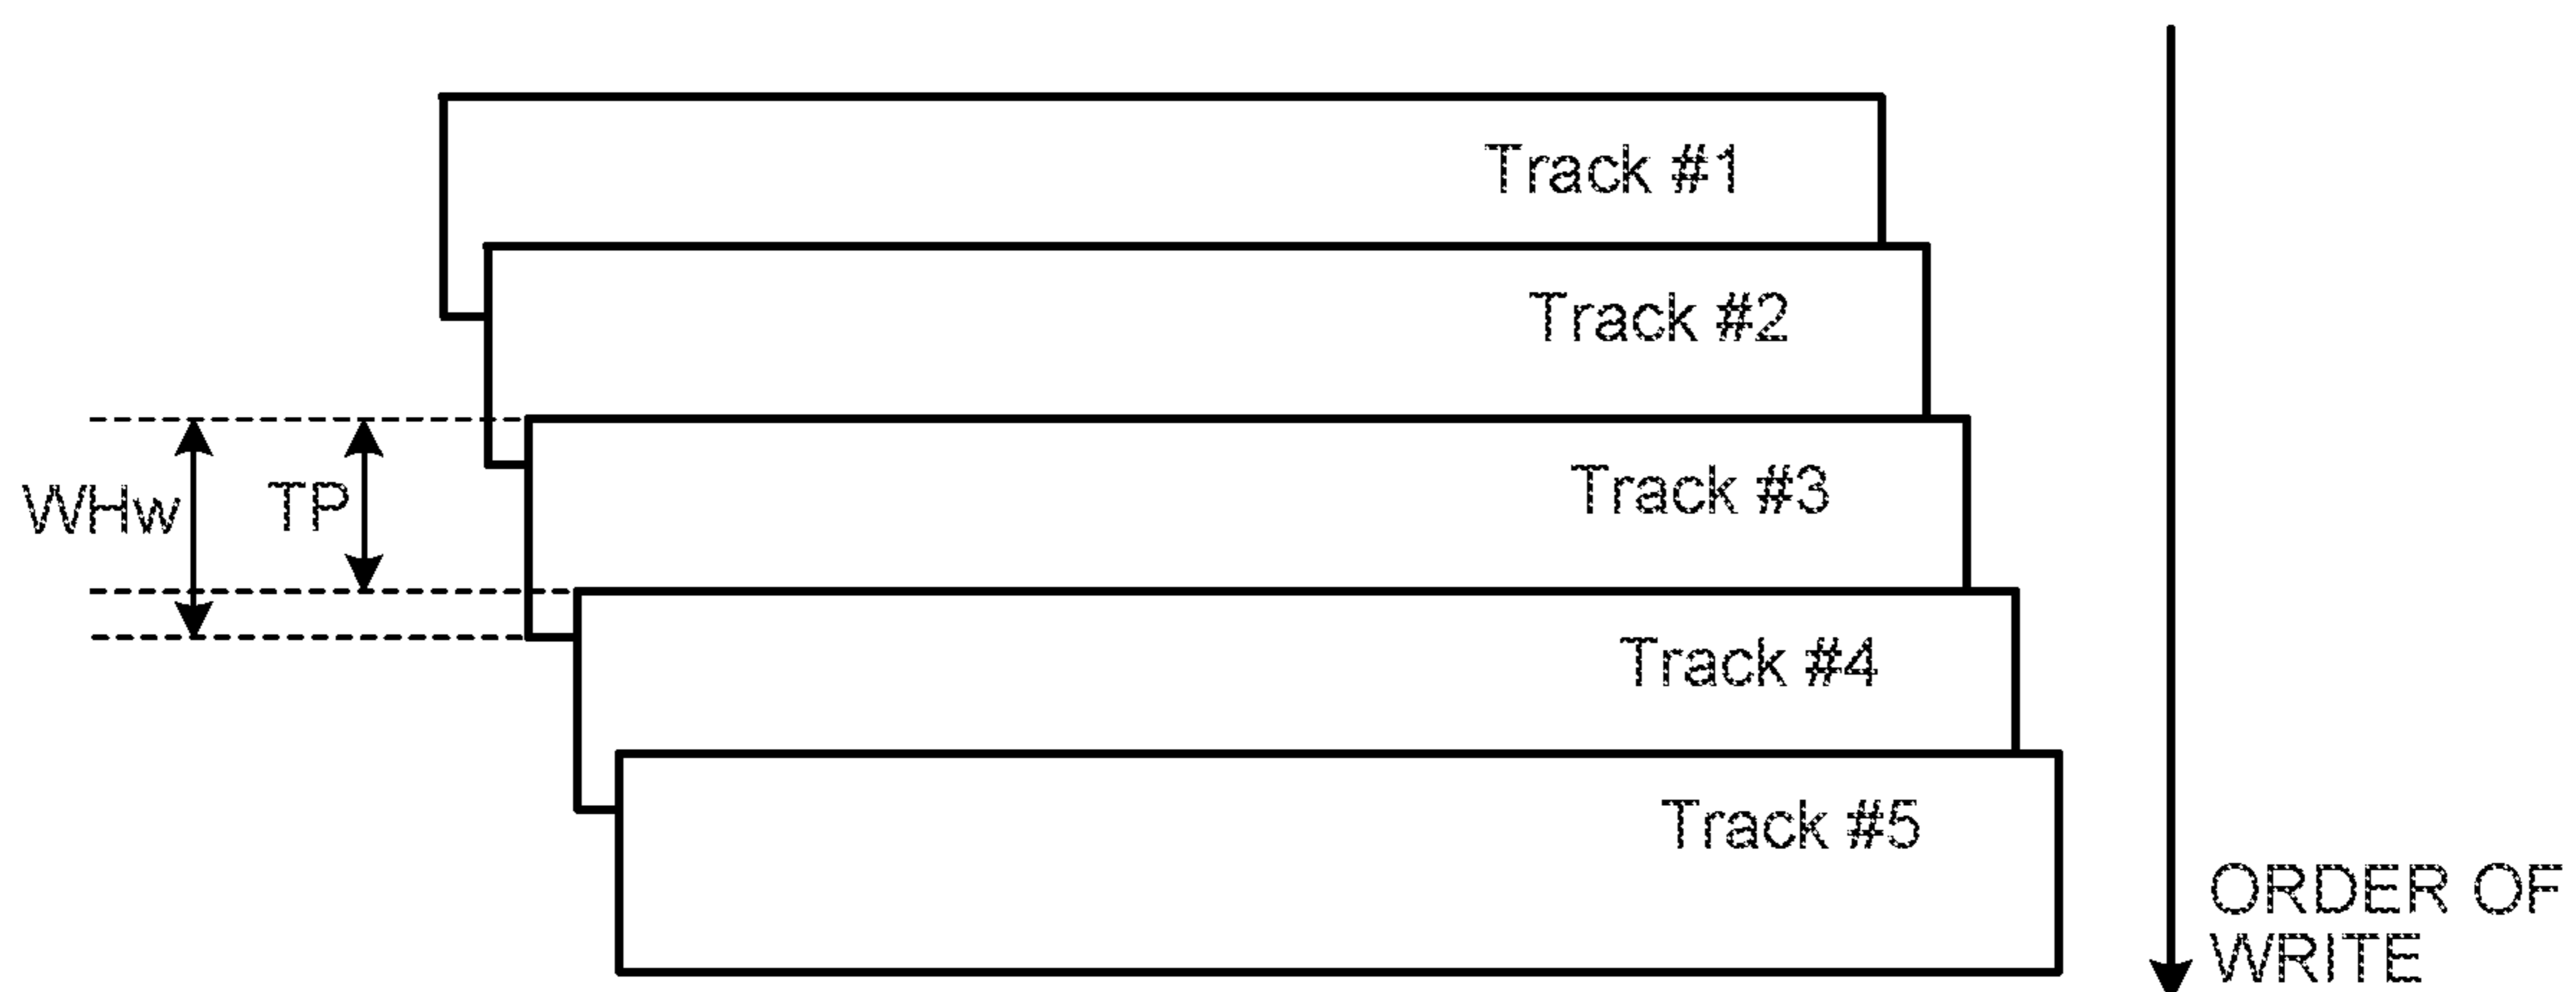 Track #1
Track #2
Track #3
WHw
TP
Track #4
Track #5
ORDER OF
WRITE